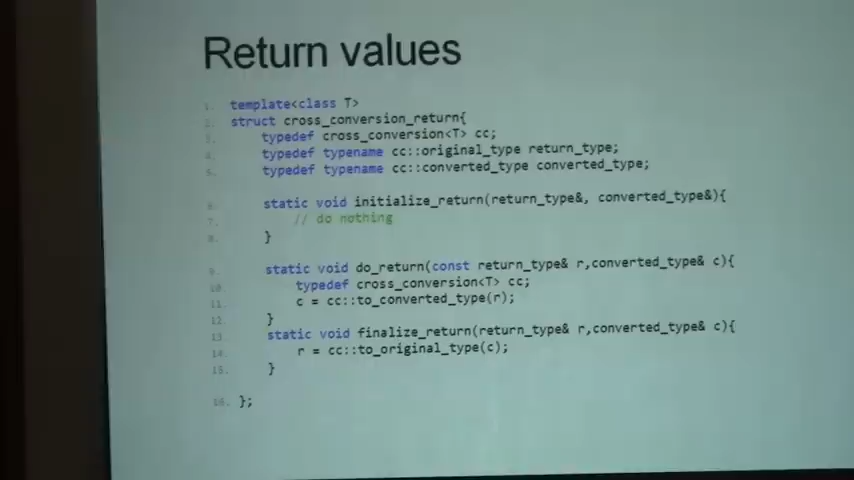 Return values
1. template<class T>
2. struct cross_conversion_return{
3. typedef cross_conversion<T> cc;
4. typedef typename cc::original_type return_type;
5. typedef typename cc::converted_type converted_type;
6. static void initialize_return(return_type&, converted_type&){
7. // do nothing
8. }
9. static void do_return(const return_type& r,converted_type& c){
10. typedef cross_conversion<T> cc;
11. c = cc::to_converted_type(r);
12. }
13. static void finalize_return(return_type& r,converted_type& c){
14. r = cc::to_original_type(c);
15. }
16. };